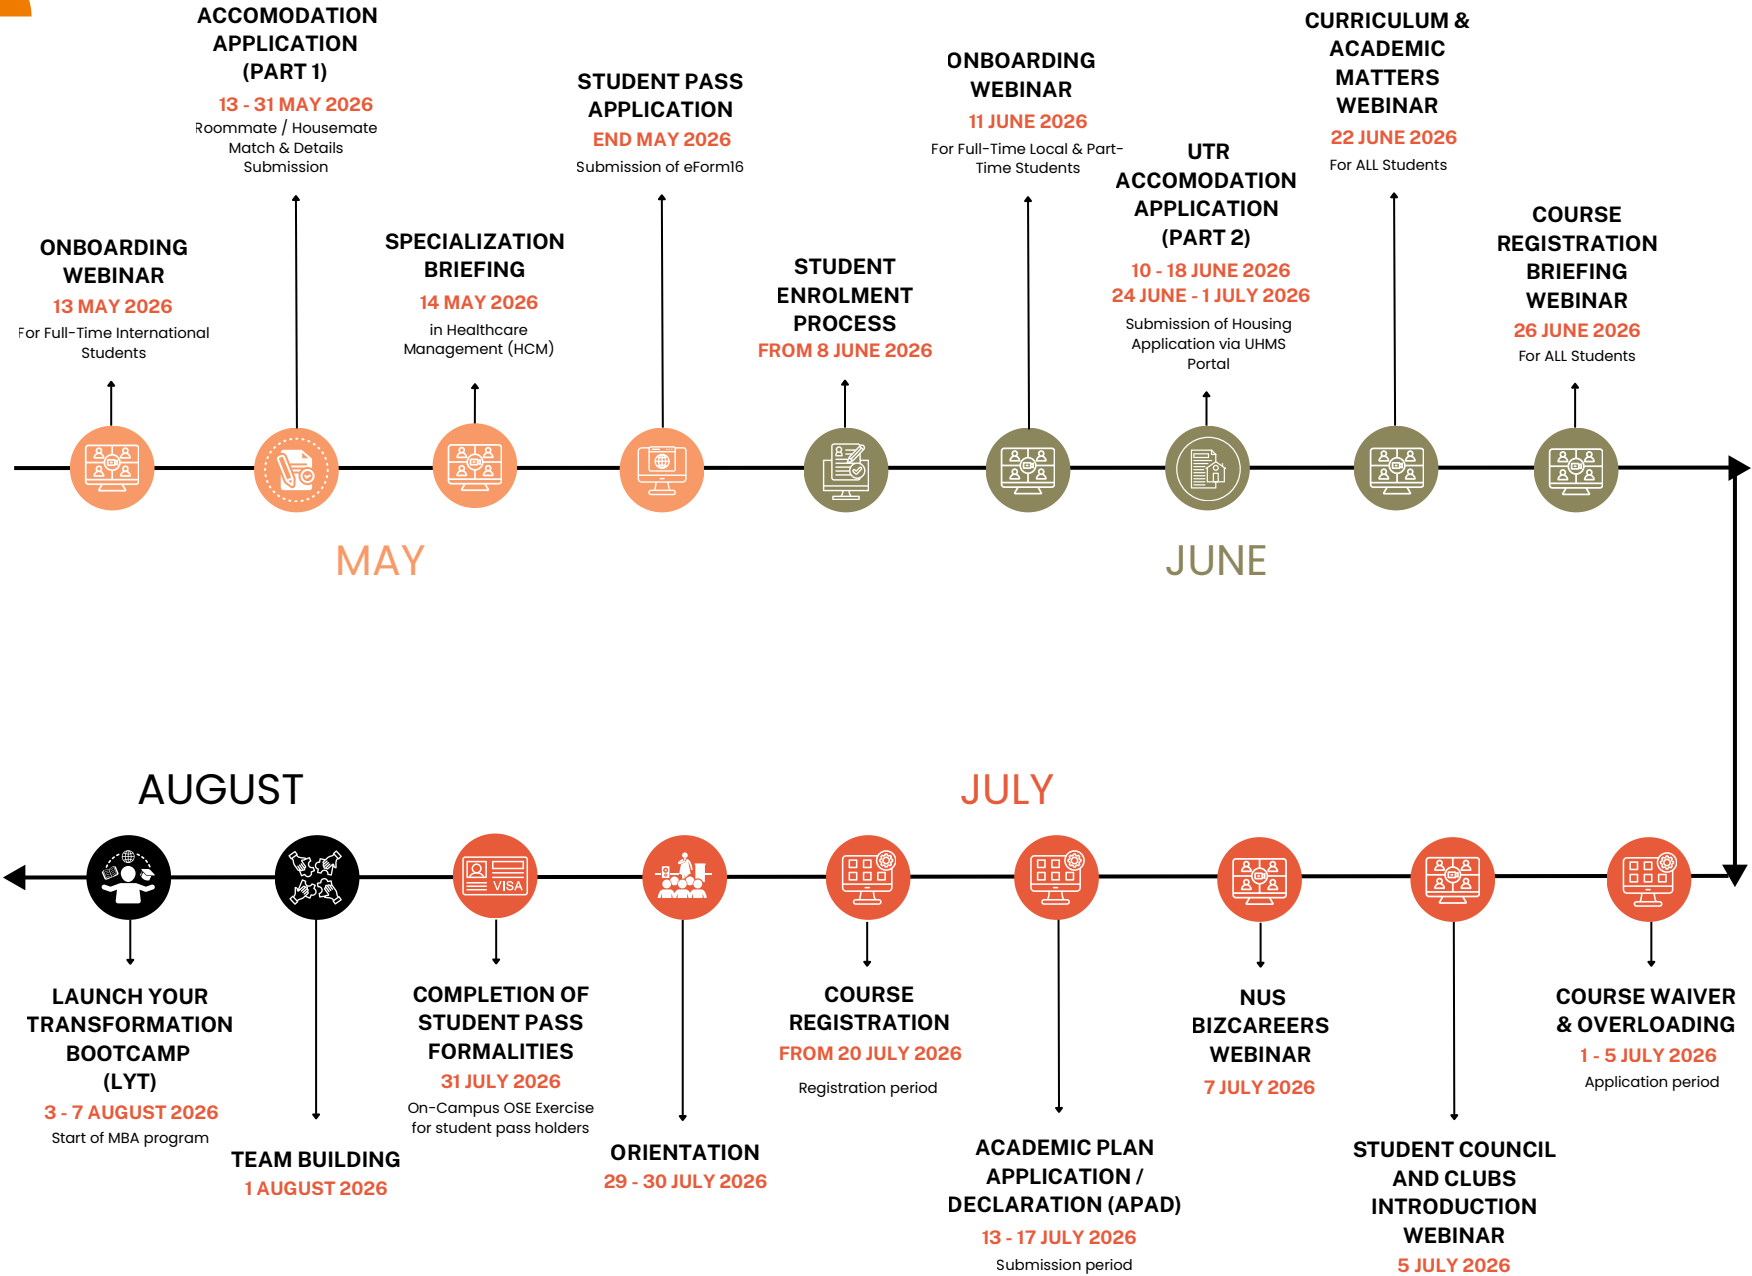 ONBOARDING
WEBINAR
13 MAY 2026
For Full-Time International
Students
ACCOMODATION
APPLICATION
(PART 1)
13 - 31 MAY 2026
Roommate / Housemate
Match & Details
Submission
SPECIALIZATION
BRIEFING
14 MAY 2026
in Healthcare
Management (HCM)
STUDENT PASS
APPLICATION
END MAY 2026
Submission of eForm16
STUDENT
ENROLMENT
PROCESS
FROM 8 JUNE 2026
ONBOARDING
WEBINAR
11 JUNE 2026
For Full-Time Local & Part-
Time Students
UTR
ACCOMODATION
APPLICATION
(PART 2)
10 - 18 JUNE 2026
24 JUNE - 1 JULY 2026
Submission of Housing
Application via UHMS
Portal
CURRICULUM &
ACADEMIC
MATTERS
WEBINAR
22 JUNE 2026
For ALL Students
COURSE
REGISTRATION
BRIEFING
WEBINAR
26 JUNE 2026
For ALL Students
MAY
JUNE
AUGUST
JULY
VISA
LAUNCH YOUR
TRANSFORMATION
BOOTCAMP
(LYT)
3 - 7 AUGUST 2026
Start of MBA program
TEAM BUILDING
1 AUGUST 2026
COMPLETION OF
STUDENT PASS
FORMALITIES
31 JULY 2026
On-Campus OSE Exercise
for student pass holders
ORIENTATION
29 - 30 JULY 2026
COURSE
REGISTRATION
FROM 20 JULY 2026
Registration period
ACADEMIC PLAN
APPLICATION /
DECLARATION (APAD)
13 - 17 JULY 2026
Submission period
NUS
BIZCAREERS
WEBINAR
7 JULY 2026
STUDENT COUNCIL
AND CLUBS
INTRODUCTION
WEBINAR
5 JULY 2026
COURSE WAIVER
& OVERLOADING
1 - 5 JULY 2026
Application period